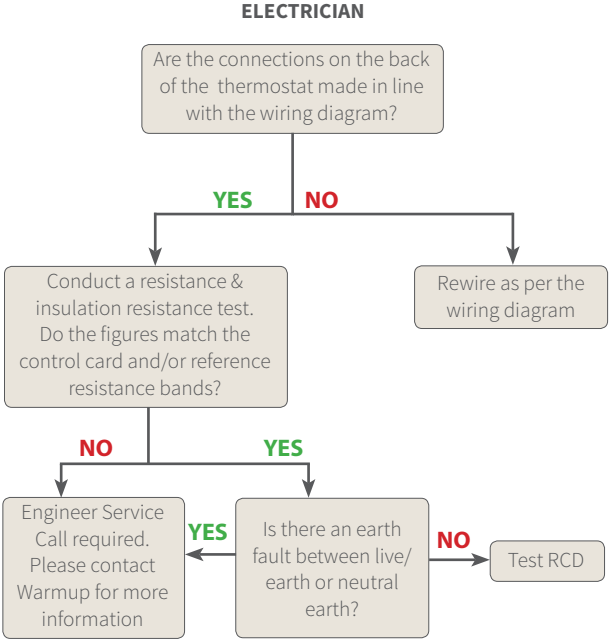 ELECTRICIAN
Are the connections on the back
of the thermostat made in line
with the wiring diagram?
YES
NO
Conduct a resistance &
insulation resistance test.
Do the figures match the
control card and/or reference
resistance bands?
Rewire as per the
wiring diagram
NO
YES
Engineer Service
Call required.
Please contact
Warmup for more
information
YES
Is there an earth
fault between live/
earth or neutral
earth?
NO
Test RCD